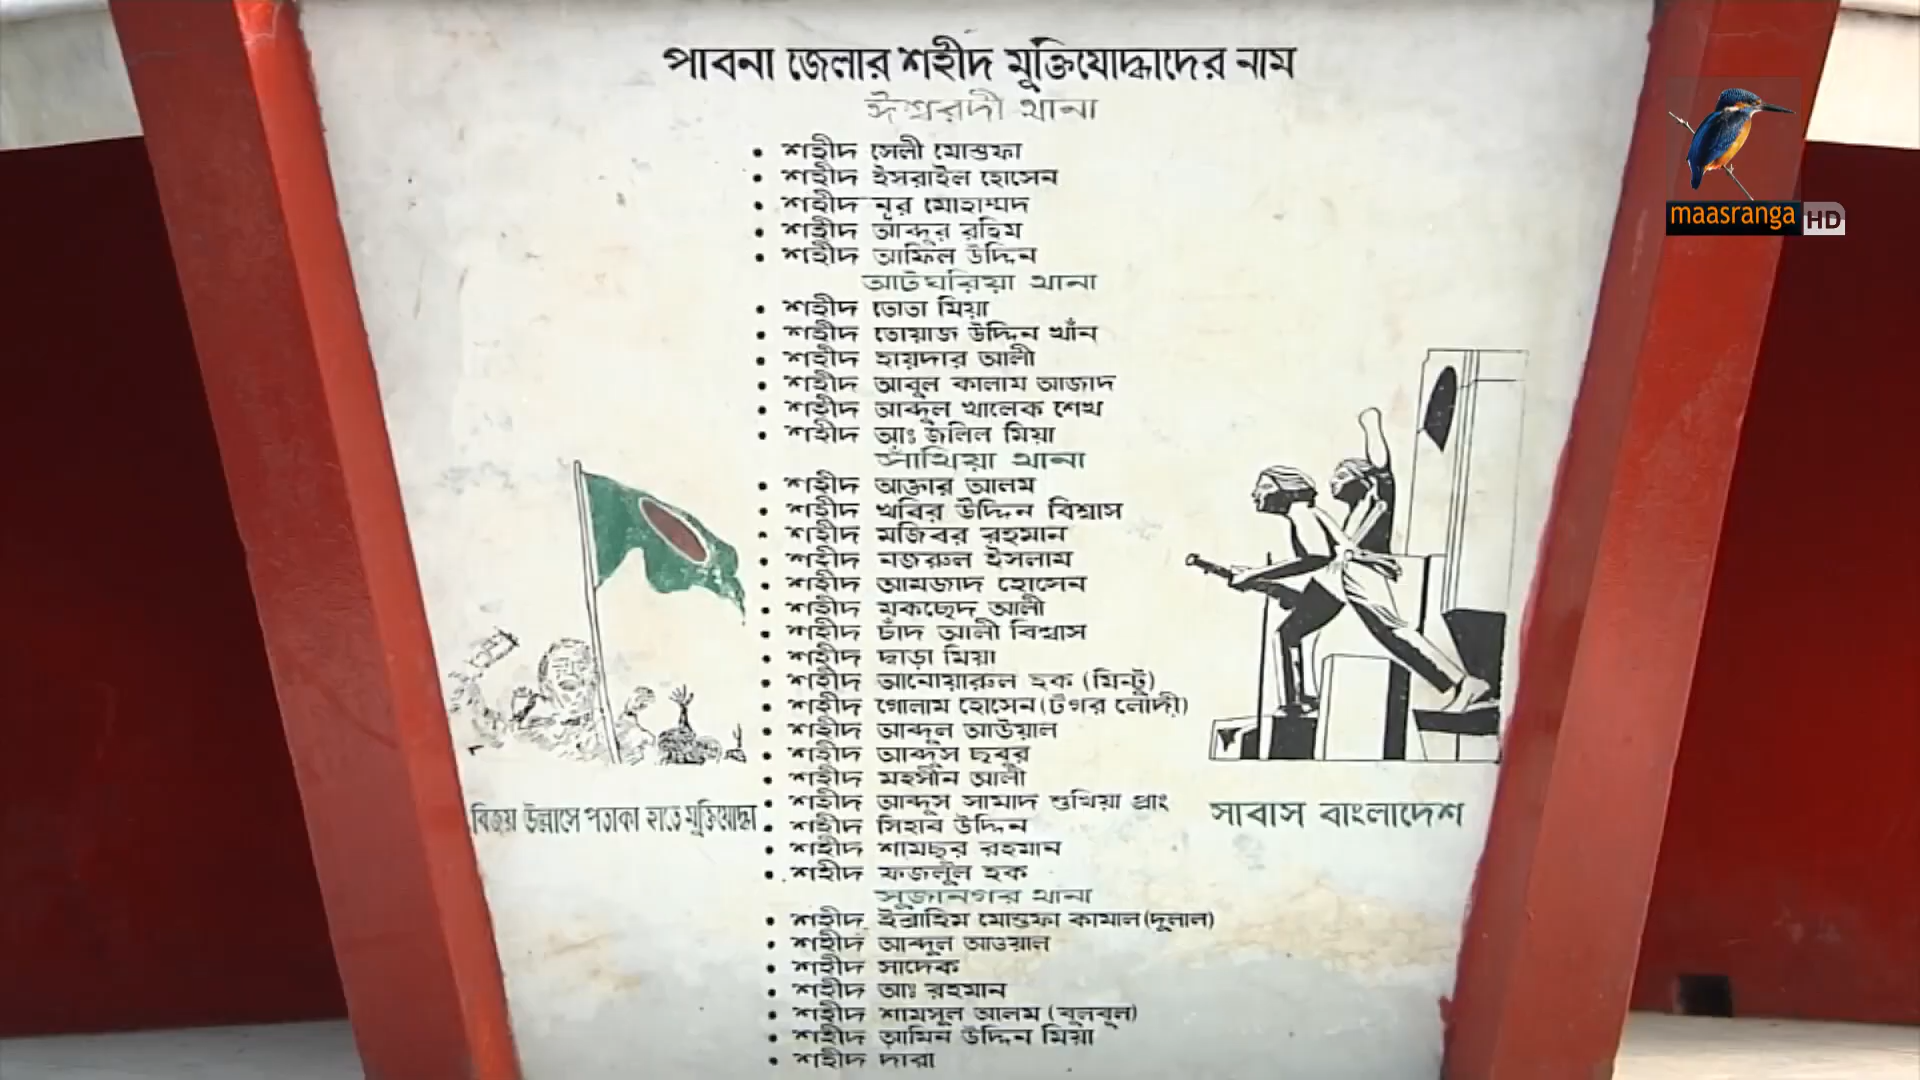 পাবনা জেলার শহীদ মুক্তিযোদ্ধাদের নাম
ঈশ্বরদী থানা
maasranga HD
• শহীদ সেলী মোস্তফা
• শহীদ ইসরাইল হোসেন
• শহীদ নূর মোহাম্মদ
• শহীদ আব্দুর রহিম
• শহীদ আফিল উদ্দিন
আটঘরিয়া থানা
• শহীদ তোতা মিয়া
• শহীদ তোয়াজ উদ্দিন খাঁন
• শহীদ হায়দার আলী
• শহীদ আবুল কালাম আজাদ
• শহীদ আব্দুল খালেক শেখ
• শহীদ আঃ জলিল মিয়া
সাঁথিয়া থানা
• শহীদ আক্তার আলম
• শহীদ খবির উদ্দিন বিশ্বাস
• শহীদ মজিবর রহমান
• শহীদ নজরুল ইসলাম
• শহীদ আমজাদ হোসেন
• শহীদ মকছেদ আলী
• শহীদ চাঁদ আলী বিশ্বাস
• শহীদ দ্বাড়া মিয়া
• শহীদ আনোয়ারুল হক (মিন্টু)
• শহীদ গোলাম হোসেন (টগর লোদী)
• শহীদ আব্দুল আউয়াল
• শহীদ আব্দুস ছবুর
• শহীদ মহসীন আলী
• শহীদ আব্দুস সামাদ শুখিয়া প্রাং
• শহীদ সিহাব উদ্দিন
• শহীদ শামছুর রহমান
• শহীদ ফজলুল হক
বিজয় উল্লাসে পতাকা হাতে মুক্তিযোদ্ধা
সাবাস বাংলাদেশ
সুজানগর থানা
• শহীদ ইব্রাহিম মোস্তফা কামাল (দুলাল)
• শহীদ আব্দুল আওয়াল
• শহীদ সাদেক
• শহীদ আঃ রহমান
• শহীদ শামসুল আলম (বুলবুল)
• শহীদ আমিন উদ্দিন মিয়া
• শহীদ দারা